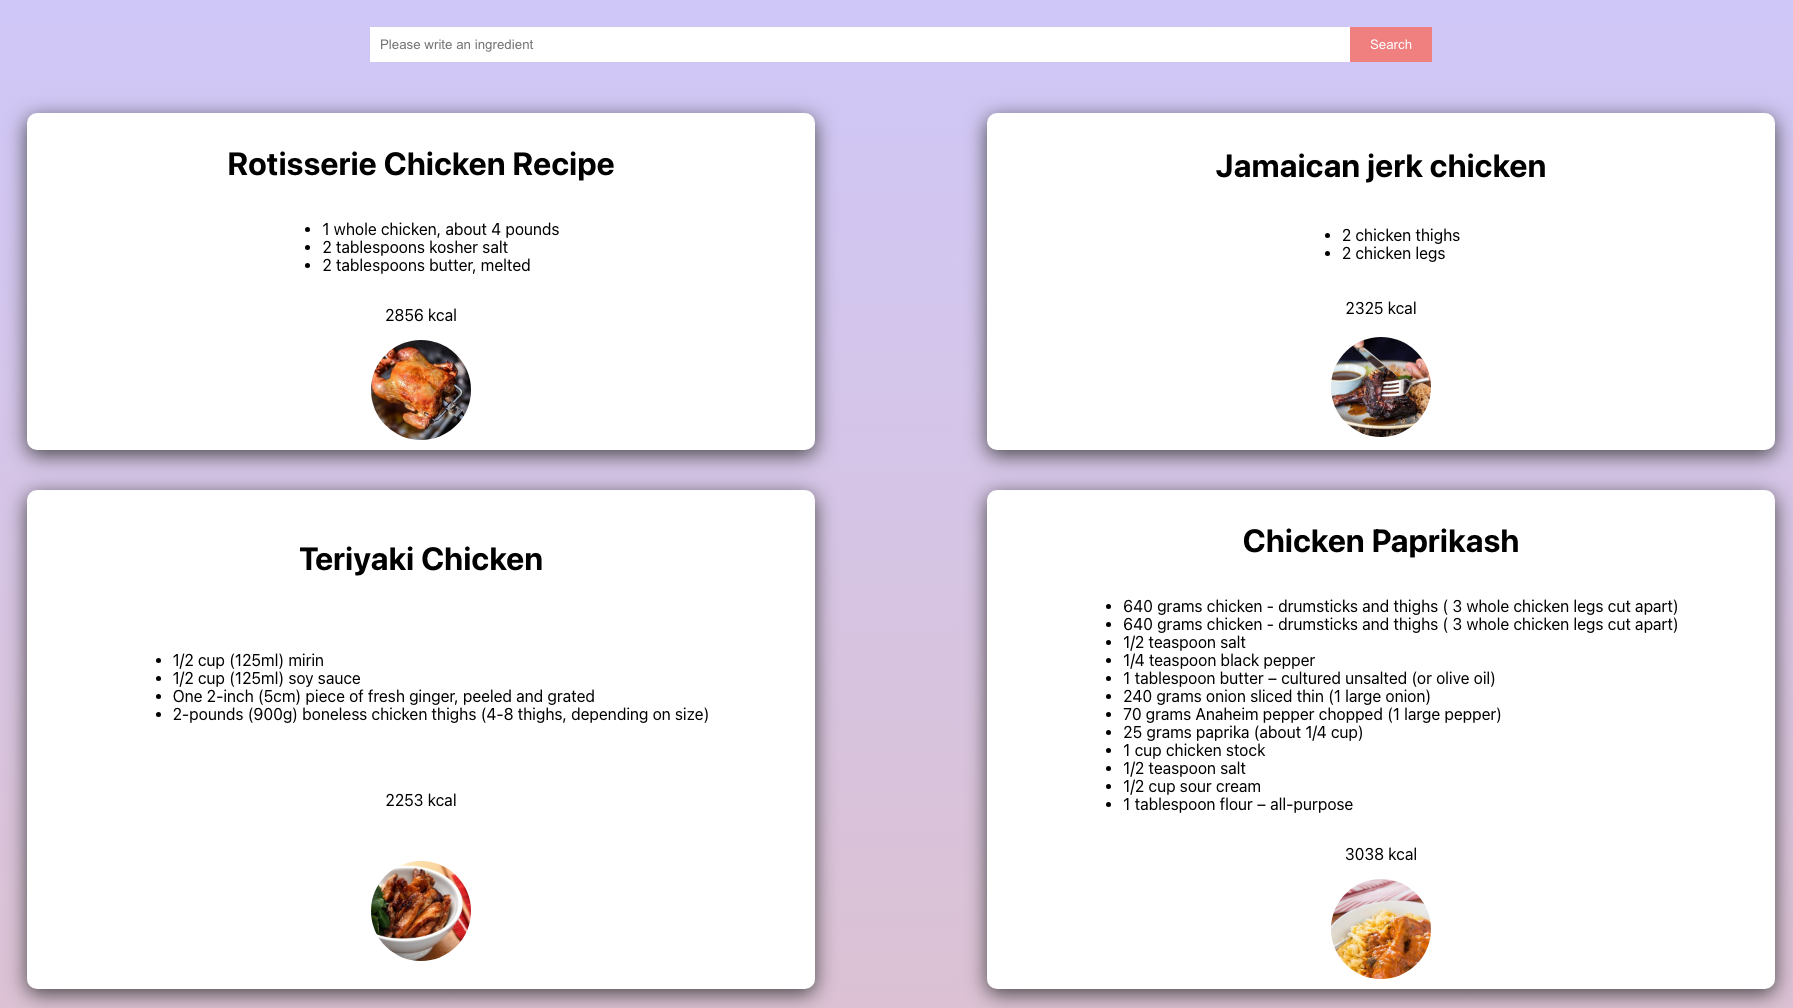 Please write an ingredient
Search
Rotisserie Chicken Recipe
1 whole chicken, about 4 pounds
2 tablespoons kosher salt
2 tablespoons butter, melted
2856 kcal
Jamaican jerk chicken
2 chicken thighs
2 chicken legs
2325 kcal
Teriyaki Chicken
1/2 cup (125ml) mirin
1/2 cup (125ml) soy sauce
One 2-inch (5cm) piece of fresh ginger, peeled and grated
2-pounds (900g) boneless chicken thighs (4-8 thighs, depending on size)
2253 kcal
Chicken Paprikash
640 grams chicken - drumsticks and thighs ( 3 whole chicken legs cut apart)
640 grams chicken - drumsticks and thighs ( 3 whole chicken legs cut apart)
1/2 teaspoon salt
1/4 teaspoon black pepper
1 tablespoon butter – cultured unsalted (or olive oil)
240 grams onion sliced thin (1 large onion)
70 grams Anaheim pepper chopped (1 large pepper)
25 grams paprika (about 1/4 cup)
1 cup chicken stock
1/2 teaspoon salt
1/2 cup sour cream
1 tablespoon flour – all-purpose
3038 kcal